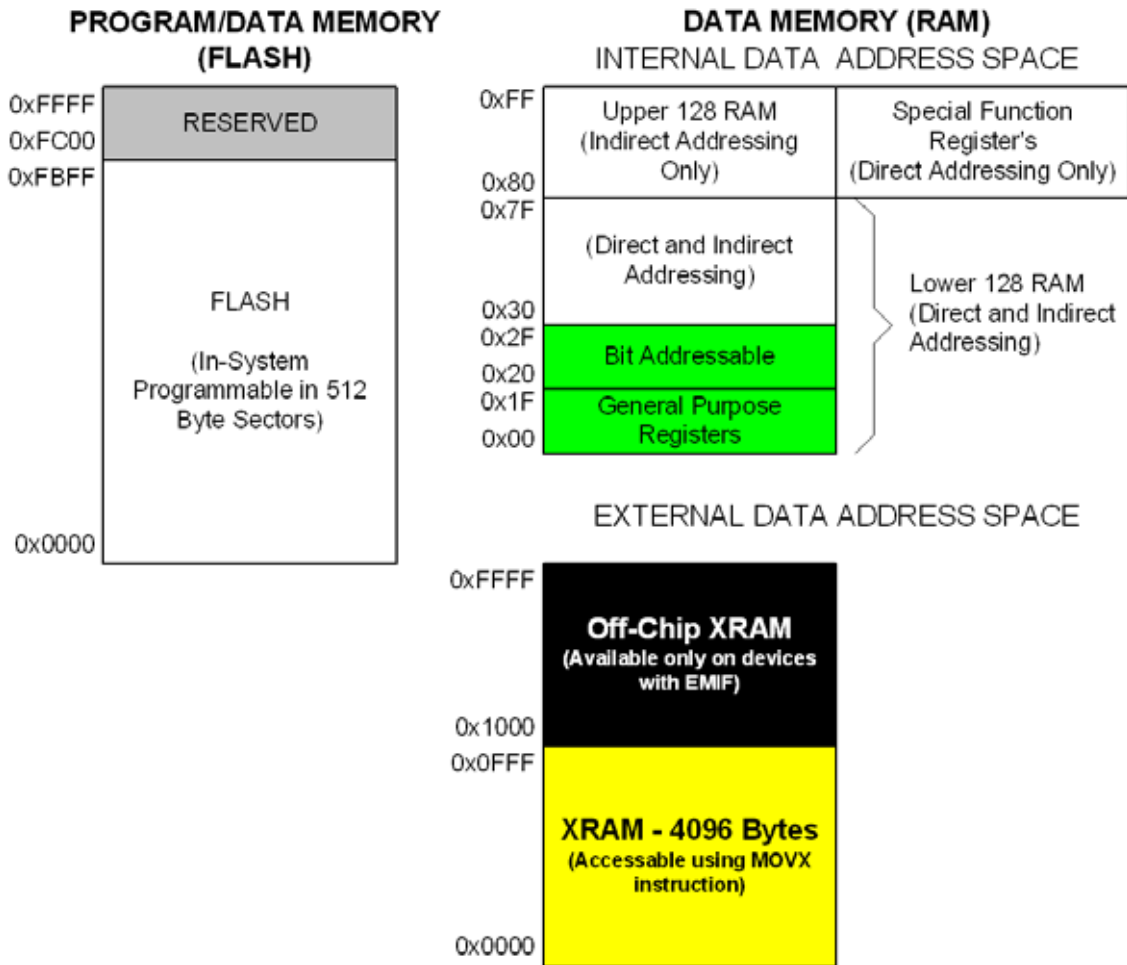 PROGRAM/DATA MEMORY
(FLASH)
0xFFFF
RESERVED
0xFC00
0xFBFF
FLASH
(In-System
Programmable in 512
Byte Sectors)
0x0000
DATA MEMORY (RAM)
INTERNAL DATA ADDRESS SPACE
0xFF
Upper 128 RAM
(Indirect Addressing
Only)
0x80
Special Function
Register's
(Direct Addressing Only)
0x7F
(Direct and Indirect
Addressing)
0x30
0x2F
Bit Addressable
0x20
0x1F
General Purpose
Registers
0x00
Lower 128 RAM
(Direct and Indirect
Addressing)
EXTERNAL DATA ADDRESS SPACE
0xFFFF
Off-Chip XRAM
(Available only on devices
with EMIF)
0x1000
0x0FFF
XRAM - 4096 Bytes
(Accessable using MOVX
instruction)
0x0000